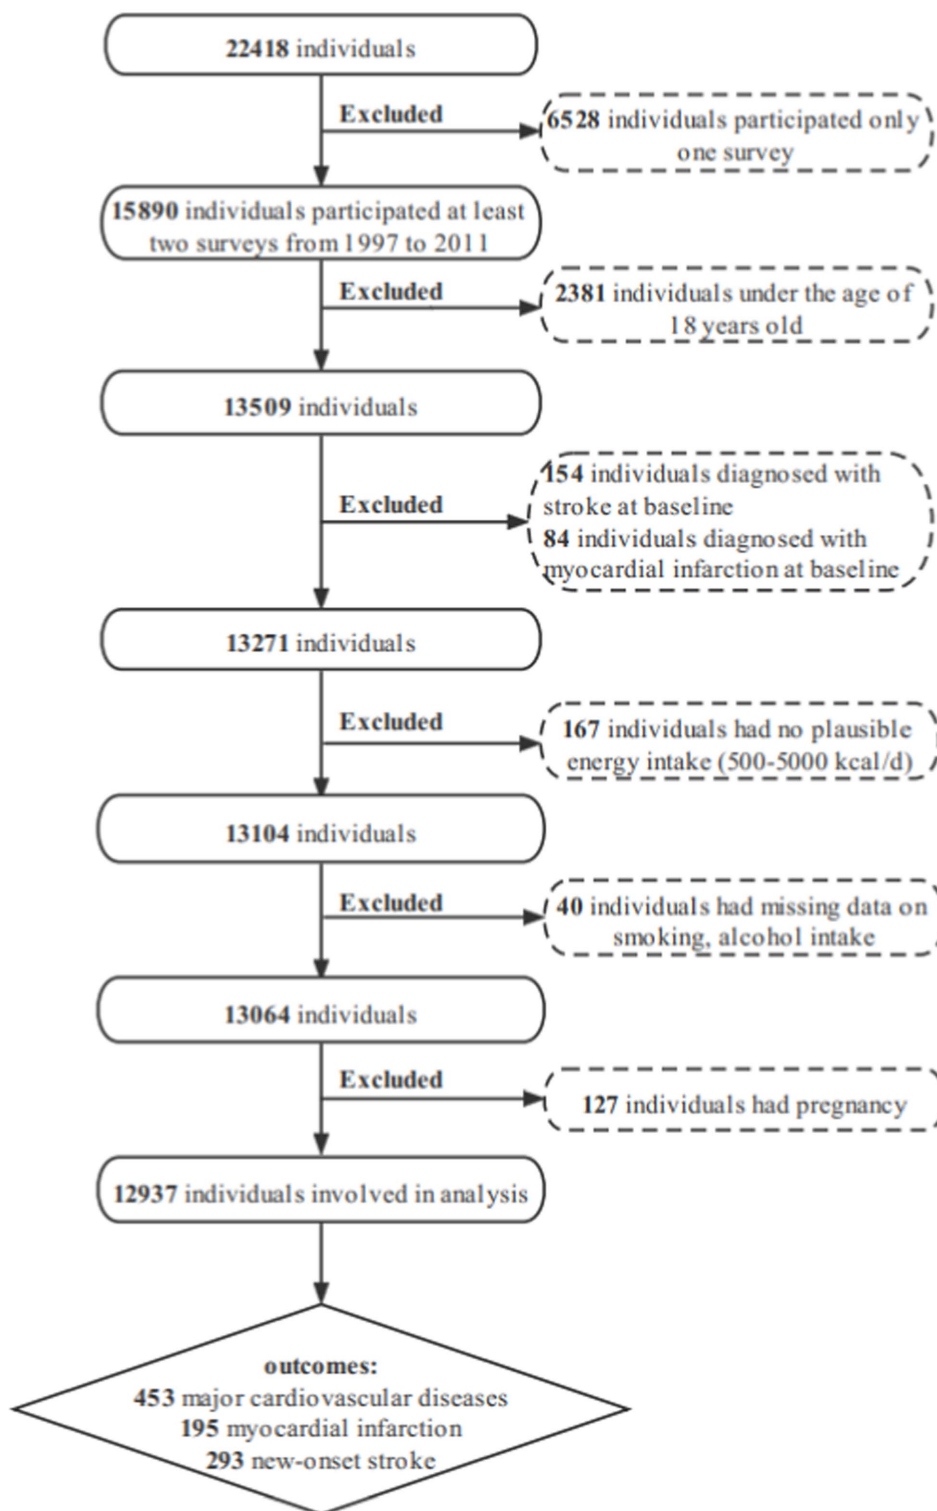 22418 individuals
Excluded
6528 individuals participated only
one survey
15890 individuals participated at least
two surveys from 1997 to 2011
Excluded
2381 individuals under the age of
18 years old
13509 individuals
Excluded
154 individuals diagnosed with
stroke at baseline
84 individuals diagnosed with
myocardial infarction at baseline
13271 individuals
Excluded
167 individuals had no plausible
energy intake (500-5000 kcal/d)
13104 individuals
Excluded
40 individuals had missing data on
smoking, alcohol intake
13064 individuals
Excluded
127 individuals had pregnancy
12937 individuals involved in analysis
outcomes:
453 major cardiovascular diseases
195 myocardial infarction
293 new-onset stroke